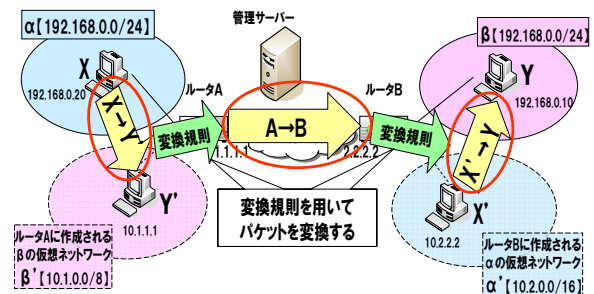 管理サーバー
α【192.168.0.0/24】
β【192.168.0.0/24】
X
192.168.0.20
ルータA
ルータB
Y
192.168.0.10
X→Y'
変換規則
A→B
変換規則
X'→Y
1.1.1.1
2.2.2.2
Y'
10.1.1.1
変換規則を用いて
パケットを変換する
X'
10.2.2.2
ルータAに作成される
βの仮想ネットワーク
β'【10.1.0.0/8】
ルータBに作成される
αの仮想ネットワーク
α'【10.2.0.0/16】